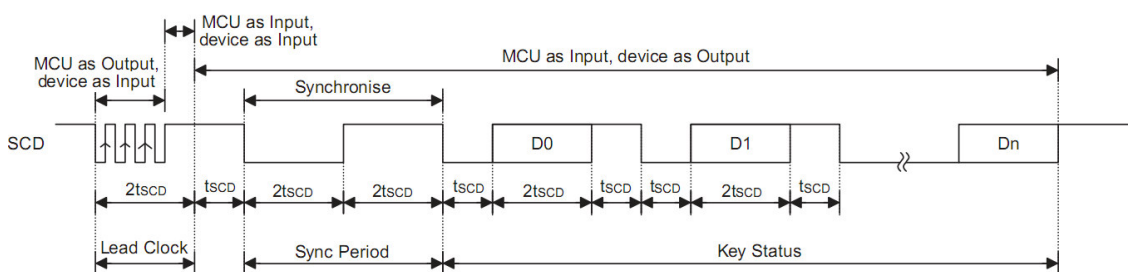 MCU as Input,
device as Input
MCU as Output,
device as Input
MCU as Input, device as Output
Synchronise
SCD
D0
D1
Dn
2tSCD
tSCD
2tSCD
2tSCD
tSCD
2tSCD
tSCD
tSCD
2tSCD
tSCD
Lead Clock
Sync Period
Key Status